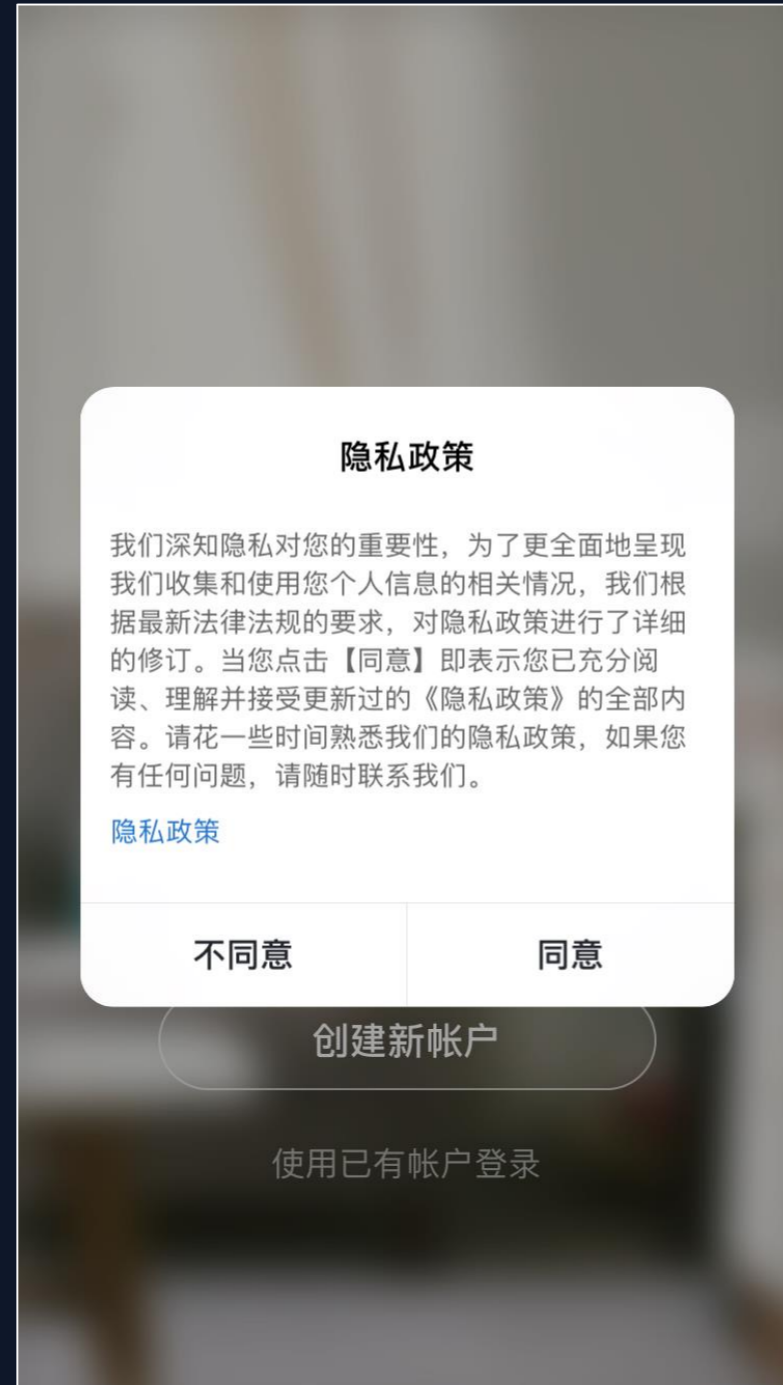 隐私政策
我们深知隐私对您的重要性，为了更全面地呈现
我们收集和使用您个人信息的相关情况，我们根
据最新法律法规的要求，对隐私政策进行了详细
的修订。当您点击【同意】即表示您已充分阅
读、理解并接受更新过的《隐私政策》的全部内
容。请花一些时间熟悉我们的隐私政策，如果您
有任何问题，请随时联系我们。
隐私政策
不同意
同意
创建新帐户
使用已有帐户登录